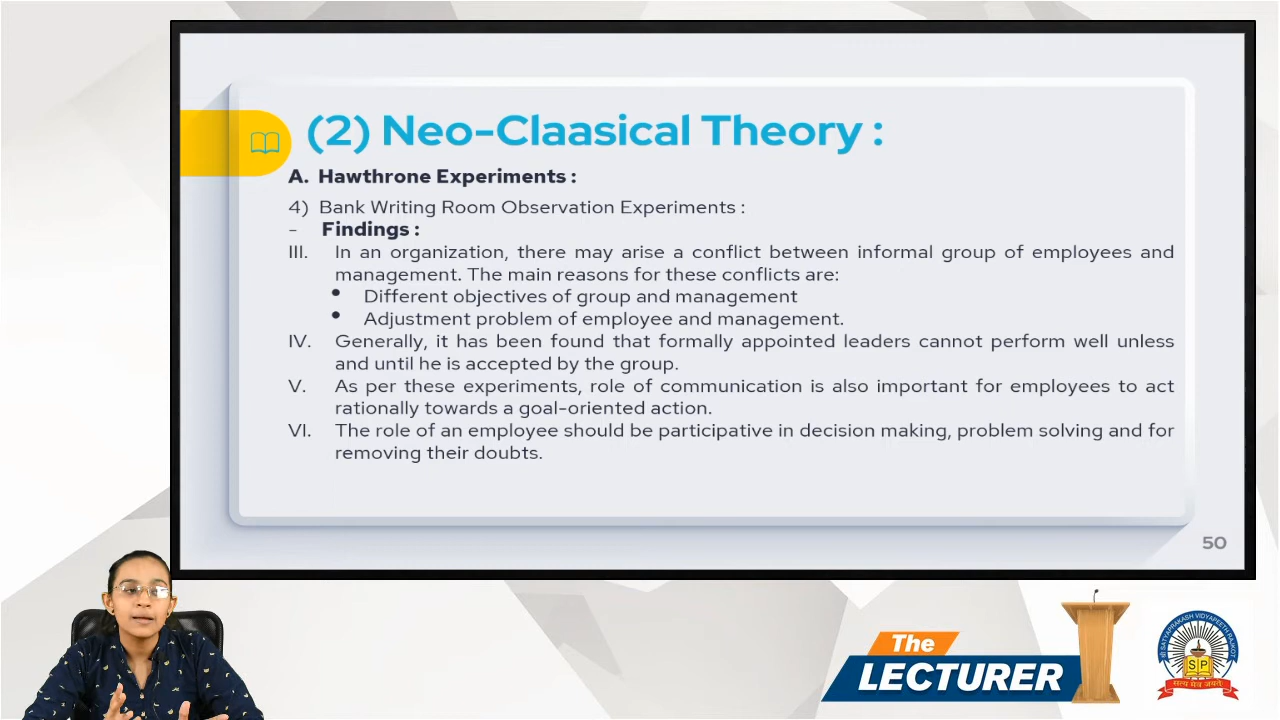 (2) Neo-Claasical Theory :
A. Hawthrone Experiments :
4) Bank Writing Room Observation Experiments :
- Findings :
III. In an organization, there may arise a conflict between informal group of employees and
management. The main reasons for these conflicts are:
• Different objectives of group and management
• Adjustment problem of employee and management.
IV. Generally, it has been found that formally appointed leaders cannot perform well unless
and until he is accepted by the group.
V. As per these experiments, role of communication is also important for employees to act
rationally towards a goal-oriented action.
VI. The role of an employee should be participative in decision making, problem solving and for
removing their doubts.
50
The
LECTURER
SATYAPRAKASH VIDYAPEETH RAJKOT
S P
सत्य मेव जयते